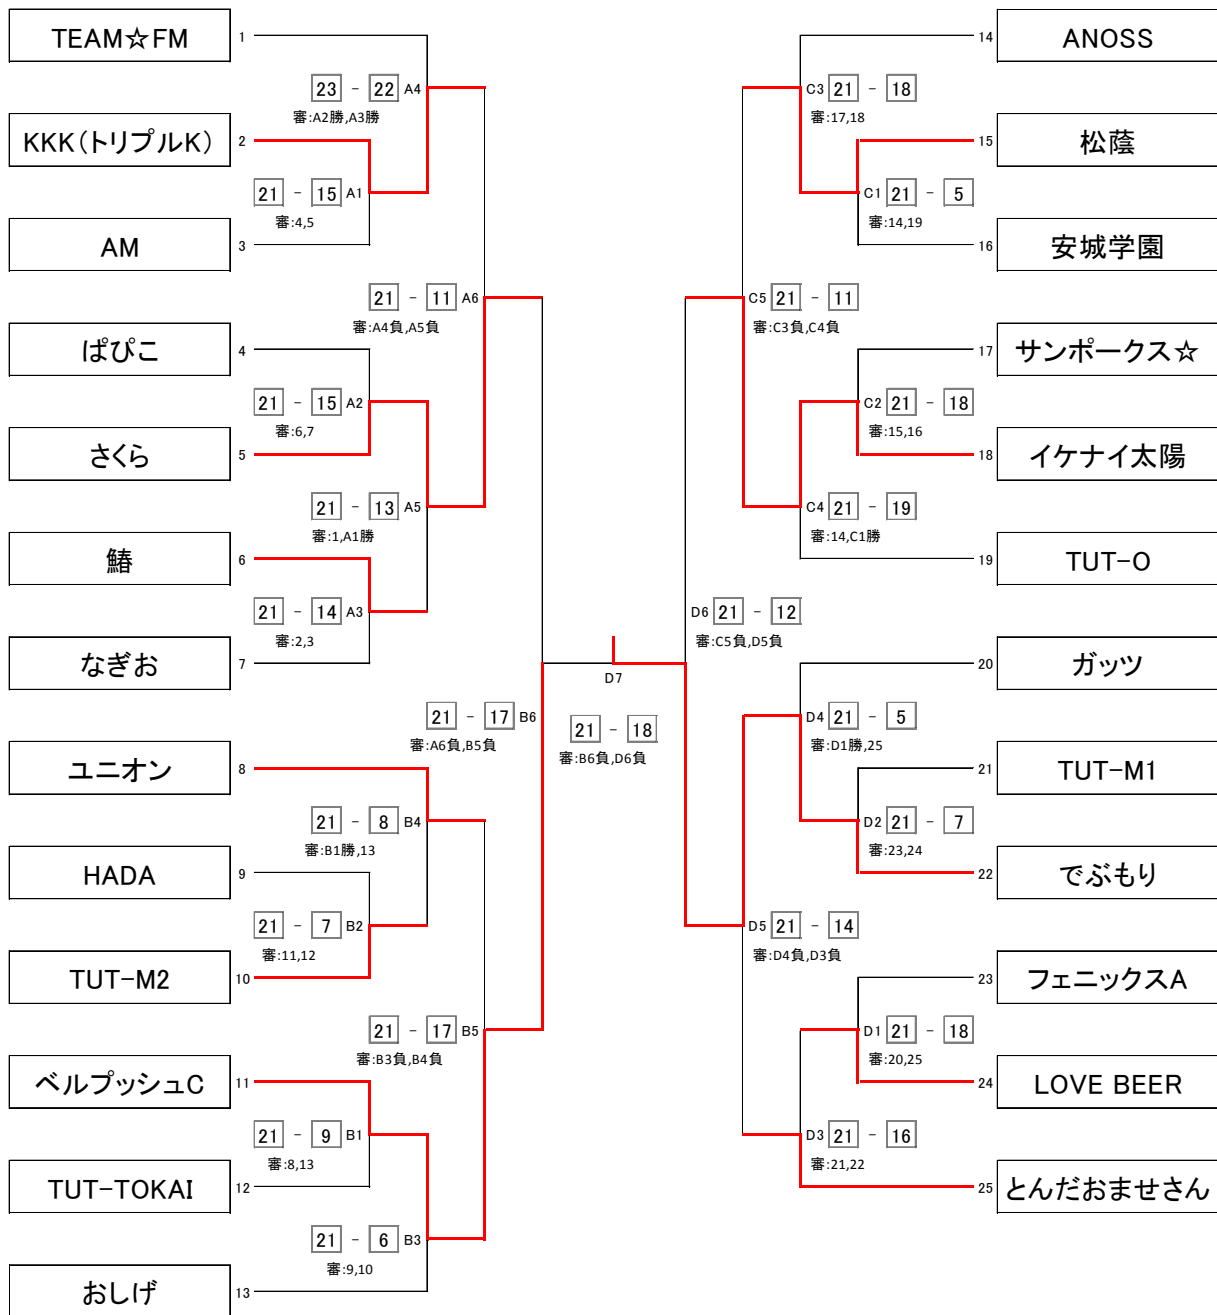 TEAM☆FM 1
23 - 22 A4
審:A2勝,A3勝
KKK(トリプルK) 2
21 - 15 A1
審:4,5
AM 3
21 - 11 A6
審:A4負,A5負
ぱぴこ 4
21 - 15 A2
審:6,7
さくら 5
21 - 13 A5
審:1,A1勝
鰆 6
21 - 14 A3
審:2,3
なぎお 7
21 - 17 B6
審:A6負,B5負
ユニオン 8
21 - 8 B4
審:B1勝,13
HADA 9
21 - 7 B2
審:11,12
TUT-M2 10
21 - 17 B5
審:B3負,B4負
ベルプッシュC 11
21 - 9 B1
審:8,13
TUT-TOKAI 12
21 - 6 B3
審:9,10
おしげ 13
D7
21 - 18
審:B6負,D6負
14 ANOSS
C3 21 - 18
審:17,18
15 松蔭
C1 21 - 5
審:14,19
16 安城学園
C5 21 - 11
審:C3負,C4負
17 サンポークス☆
C2 21 - 18
審:15,16
18 イケナイ太陽
C4 21 - 19
審:14,C1勝
19 TUT-O
D6 21 - 12
審:C5負,D5負
20 ガッツ
D4 21 - 5
審:D1勝,25
21 TUT-M1
D2 21 - 7
審:23,24
22 でぶもり
D5 21 - 14
審:D4負,D3負
23 フェニックスA
D1 21 - 18
審:20,25
24 LOVE BEER
D3 21 - 16
審:21,22
25 とんだおませさん